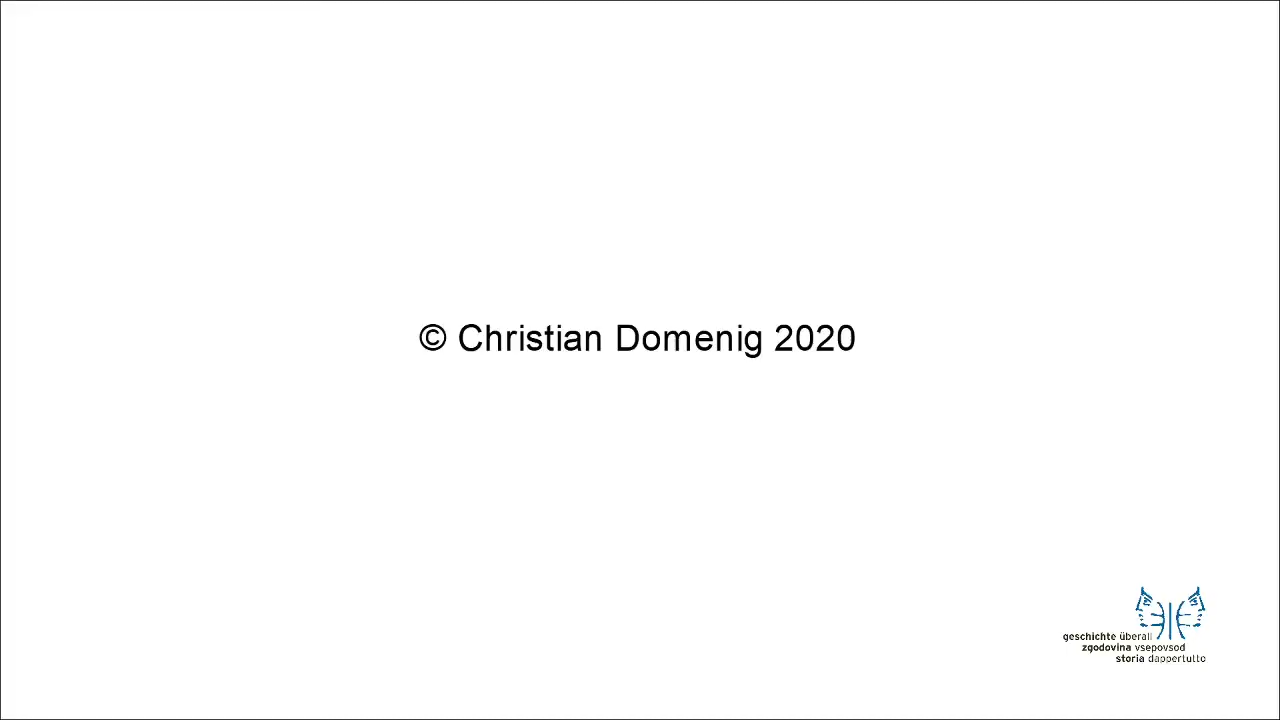 © Christian Domenig 2020
geschichte überall
zgodovina vsepovsod
storia dappertutto